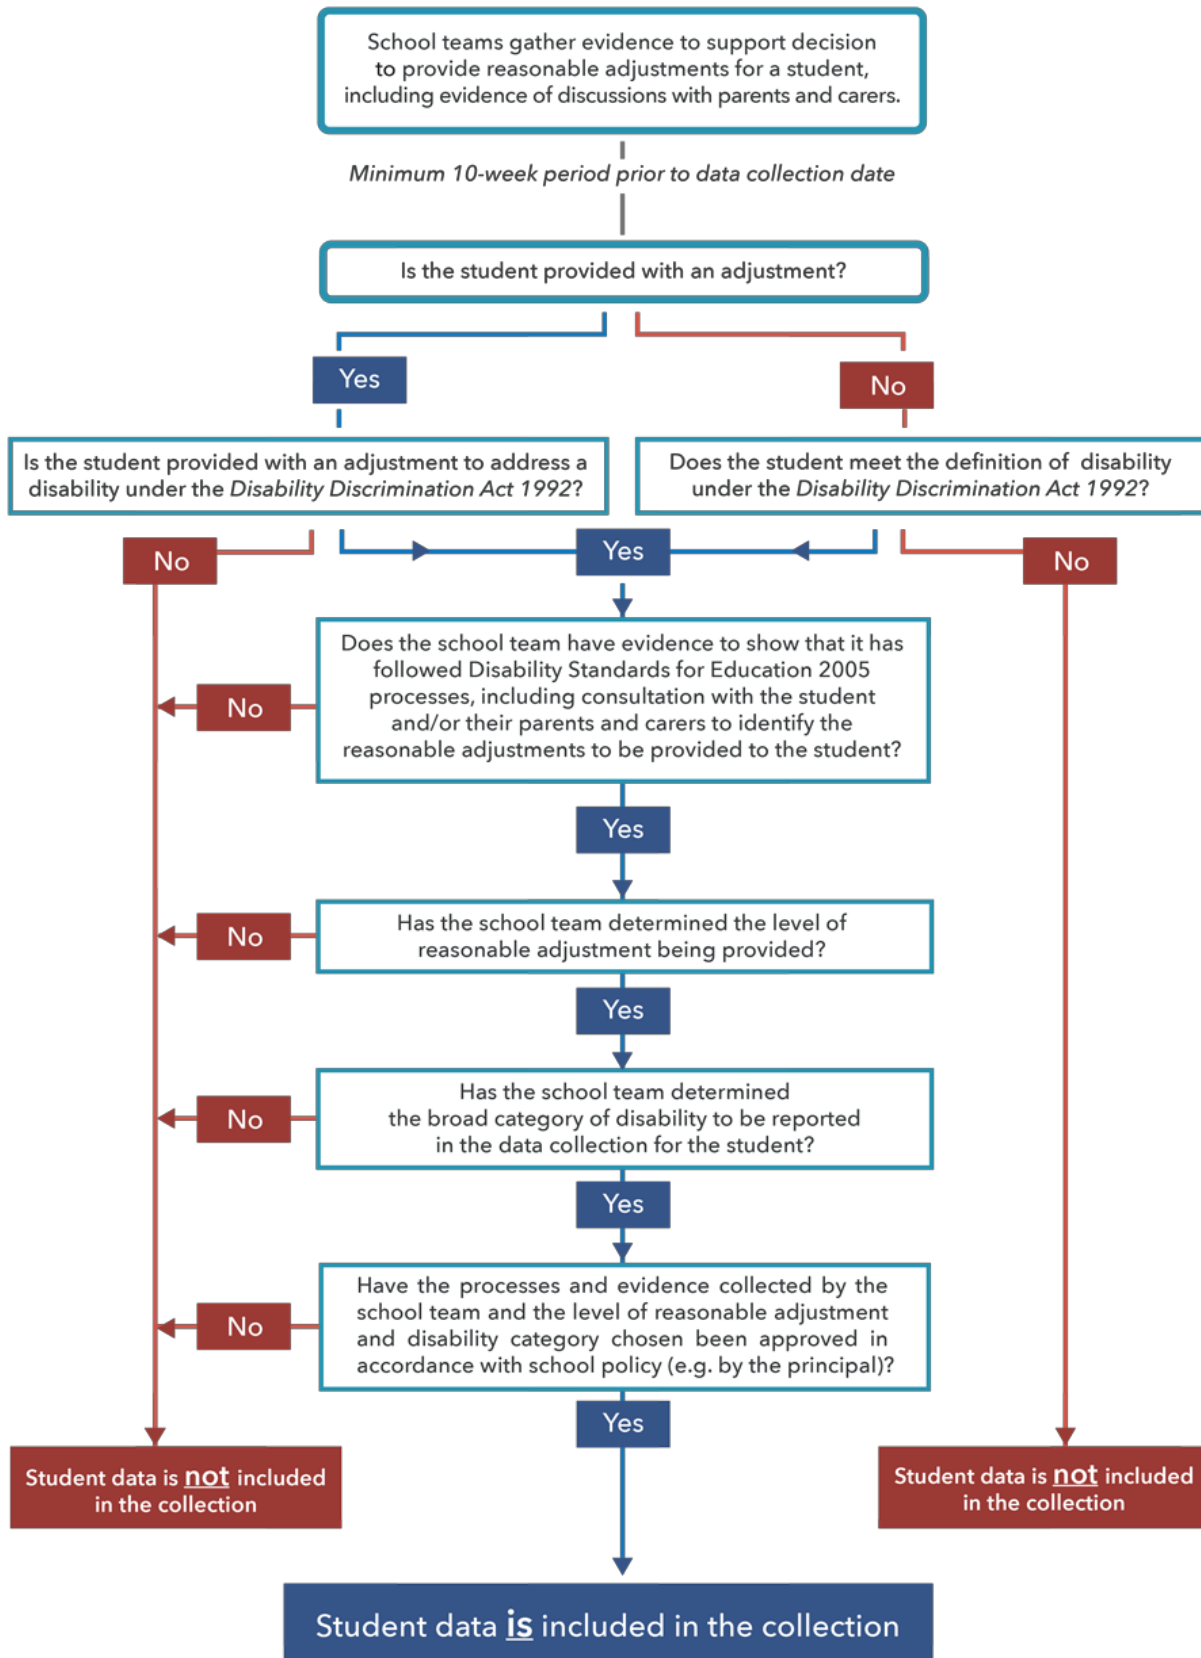 School teams gather evidence to support decision
to provide reasonable adjustments for a student,
including evidence of discussions with parents and carers.
Minimum 10-week period prior to data collection date
Is the student provided with an adjustment?
Yes
No
Is the student provided with an adjustment to address a
disability under the Disability Discrimination Act 1992?
Does the student meet the definition of disability
under the Disability Discrimination Act 1992?
No
Yes
No
Does the school team have evidence to show that it has
followed Disability Standards for Education 2005
processes, including consultation with the student
and/or their parents and carers to identify the
reasonable adjustments to be provided to the student?
No
Yes
Has the school team determined the level of
reasonable adjustment being provided?
No
Yes
Has the school team determined
the broad category of disability to be reported
in the data collection for the student?
No
Yes
Have the processes and evidence collected by the
school team and the level of reasonable adjustment
and disability category chosen been approved in
accordance with school policy (e.g. by the principal)?
No
Yes
Student data is not included
in the collection
Student data is not included
in the collection
Student data is included in the collection